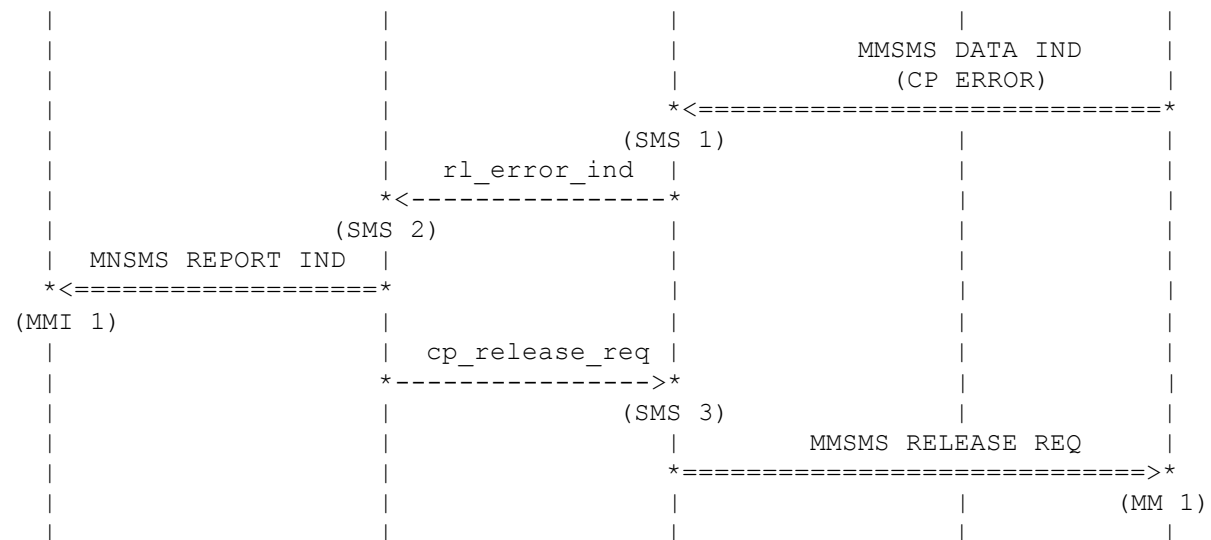 MMSMS DATA IND
(CP ERROR)
(SMS 1)
rl_error_ind
(SMS 2)
MNSMS REPORT IND
(MMI 1)
cp_release_req
(SMS 3)
MMSMS RELEASE REQ
(MM 1)